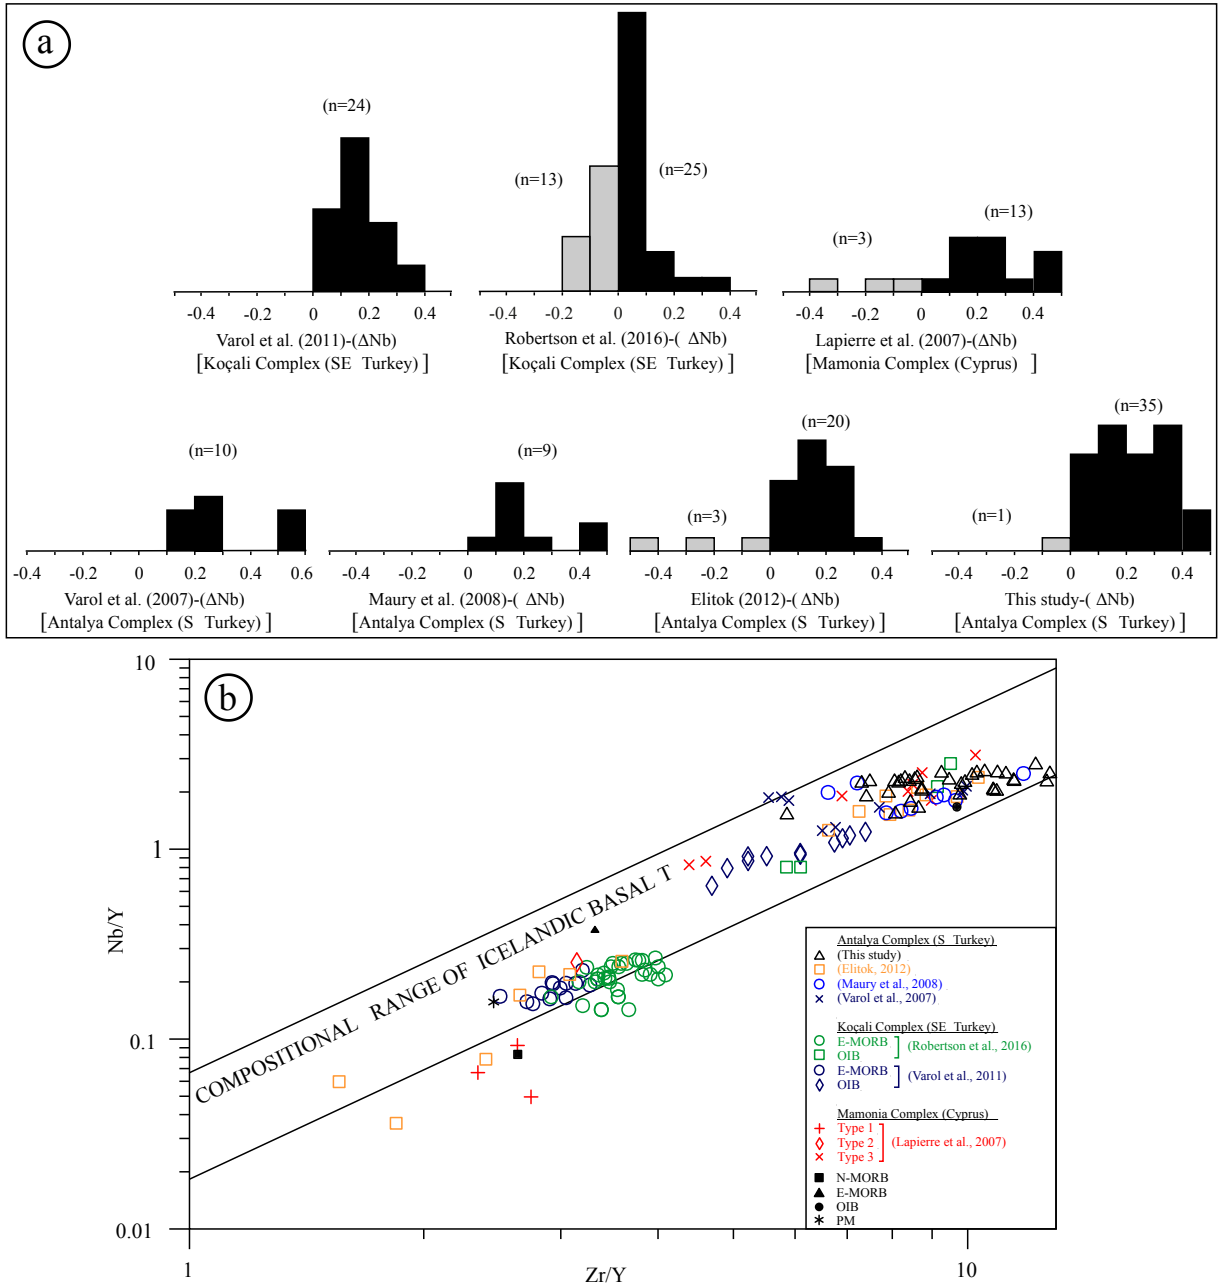 a
(n=24)
(n=13)
(n=25)
(n=3)
(n=13)
-0.4 -0.2 0 0.2 0.4
-0.4 -0.2 0 0.2 0.4
-0.4 -0.2 0 0.2 0.4
Varol et al. (2011)-(ΔNb)
[Koçali Complex (SE Turkey)]
Robertson et al. (2016)-( ΔNb)
[Koçali Complex (SE Turkey)]
Lapierre et al. (2007)-(ΔNb)
[Mamonia Complex (Cyprus) ]
(n=10)
(n=9)
(n=3)
(n=20)
(n=1)
(n=35)
-0.4 -0.2 0 0.2 0.4 0.6
-0.4 -0.2 0 0.2 0.4
-0.4 -0.2 0 0.2 0.4
-0.4 -0.2 0 0.2 0.4
Varol et al. (2007)-(ΔNb)
[Antalya Complex (S Turkey)]
Maury et al. (2008)-( ΔNb)
[Antalya Complex (S Turkey)]
Elitok (2012)-( ΔNb)
[Antalya Complex (S Turkey)]
This study-( ΔNb)
[Antalya Complex (S Turkey)]
b
10
1
0.1
0.01
Nb/Y
COMPOSITIONAL RANGE OF ICELANDIC BASAL T
Antalya Complex (S Turkey)
(This study)
(Elitok, 2012)
(Maury et al., 2008)
(Varol et al., 2007)
Koçali Complex (SE Turkey)
E-MORB
OIB
(Robertson et al., 2016)
E-MORB
OIB
(Varol et al., 2011)
Mamonia Complex (Cyprus)
Type 1
Type 2
Type 3
(Lapierre et al., 2007)
N-MORB
E-MORB
OIB
PM
1
10
Zr/Y